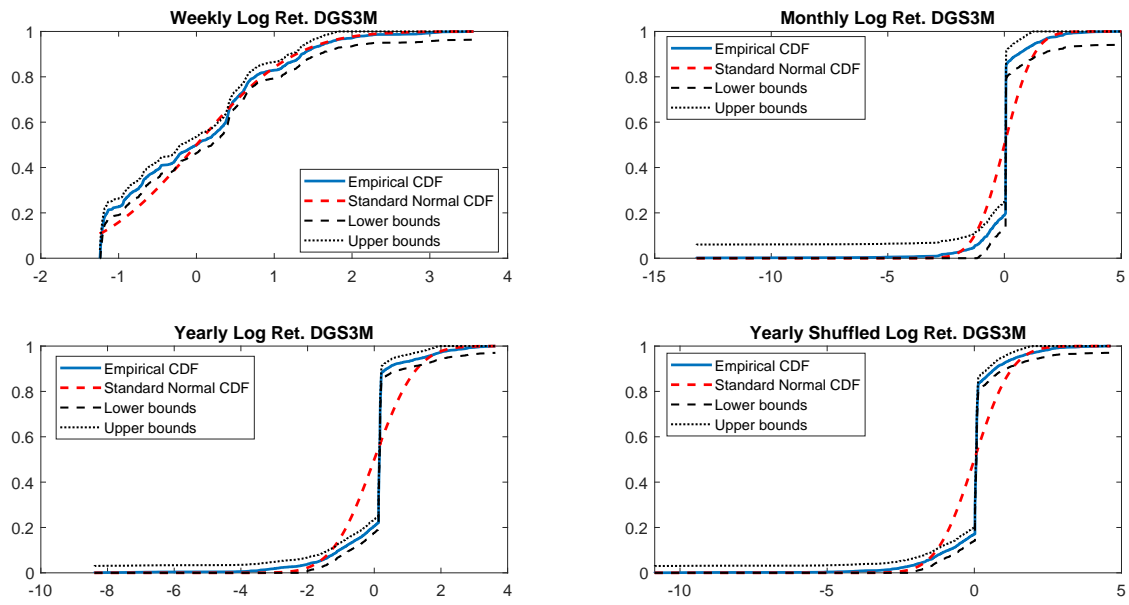 Weekly Log Ret. DGS3M
1
0.8
0.6
0.4
0.2
0
-2 -1 0 1 2 3 4
Empirical CDF
Standard Normal CDF
Lower bounds
Upper bounds
Monthly Log Ret. DGS3M
1
0.8
0.6
0.4
0.2
0
-15 -10 -5 0 5
Empirical CDF
Standard Normal CDF
Lower bounds
Upper bounds
Yearly Log Ret. DGS3M
1
0.8
0.6
0.4
0.2
0
-10 -8 -6 -4 -2 0 2 4
Empirical CDF
Standard Normal CDF
Lower bounds
Upper bounds
Yearly Shuffled Log Ret. DGS3M
1
0.8
0.6
0.4
0.2
0
-10 -5 0 5
Empirical CDF
Standard Normal CDF
Lower bounds
Upper bounds